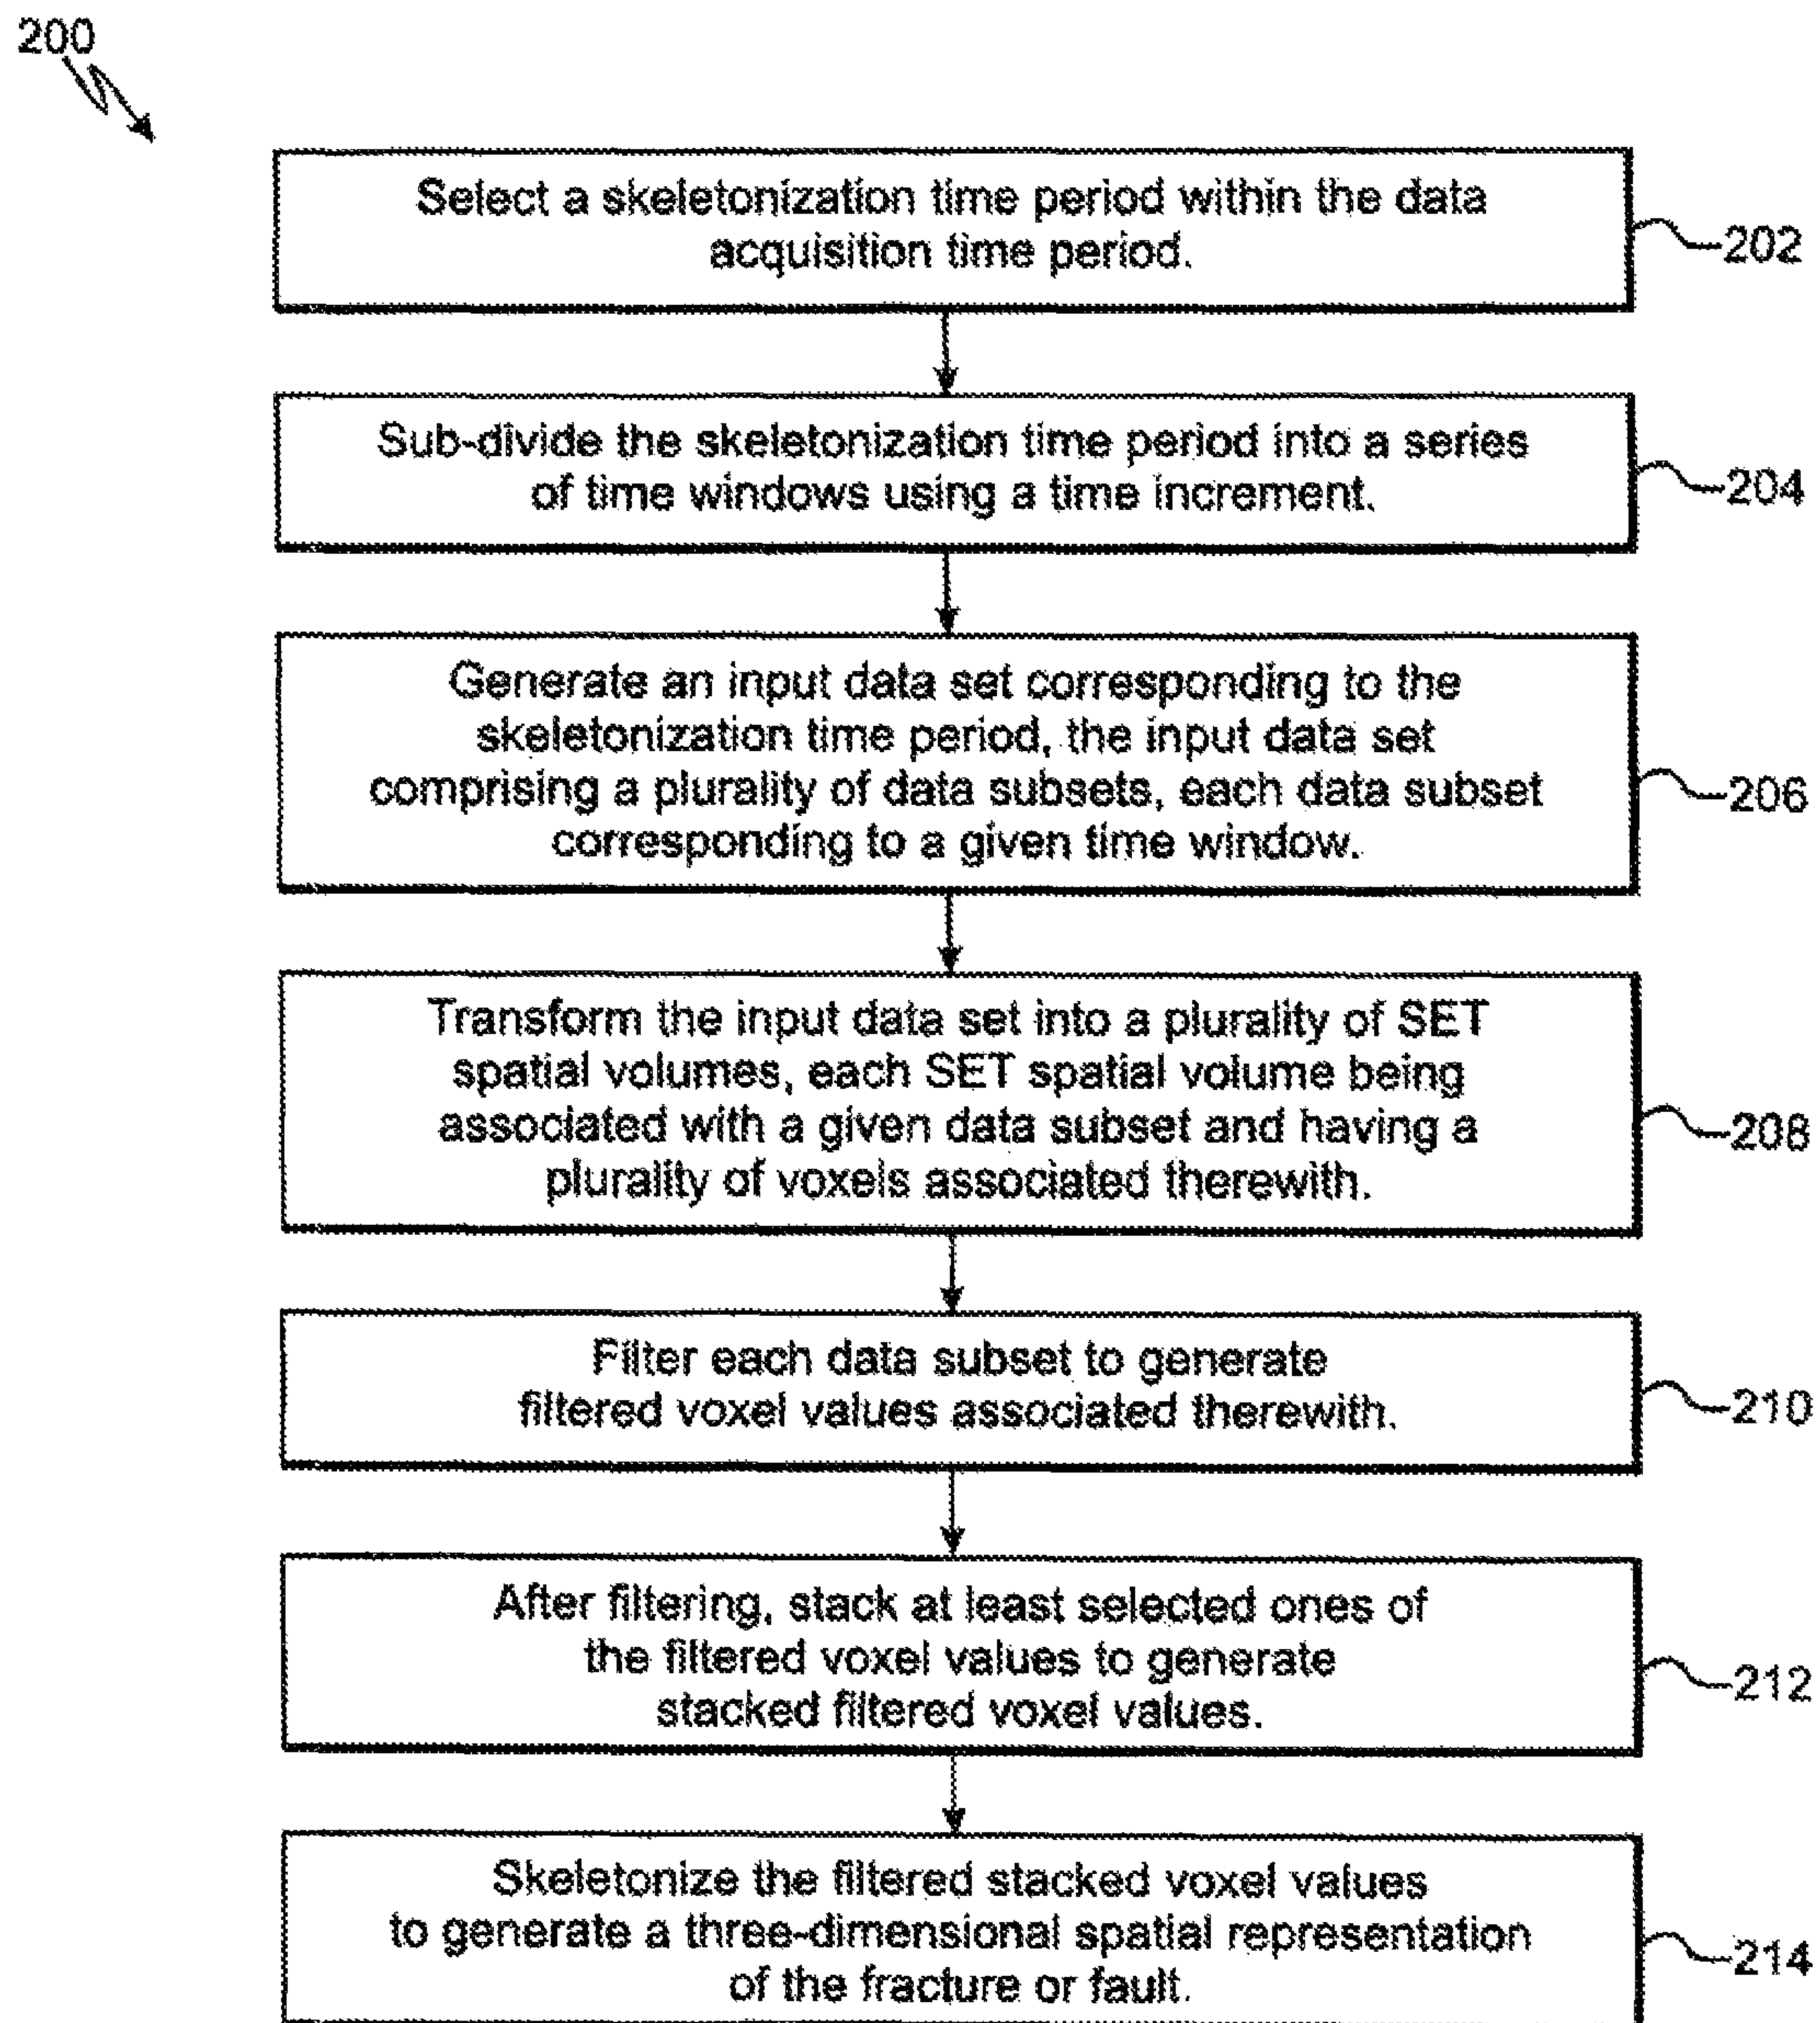 200
Select a skeletonization time period within the data
acquisition time period.
202
Sub-divide the skeletonization time period into a series
of time windows using a time increment.
204
Generate an input data set corresponding to the
skeletonization time period, the input data set
comprising a plurality of data subsets, each data subset
corresponding to a given time window.
206
Transform the input data set into a plurality of SET
spatial volumes, each SET spatial volume being
associated with a given data subset and having a
plurality of voxels associated therewith.
208
Filter each data subset to generate
filtered voxel values associated therewith.
210
After filtering, stack at least selected ones of
the filtered voxel values to generate
stacked filtered voxel values.
212
Skeletonize the filtered stacked voxel values
to generate a three-dimensional spatial representation
of the fracture or fault.
214